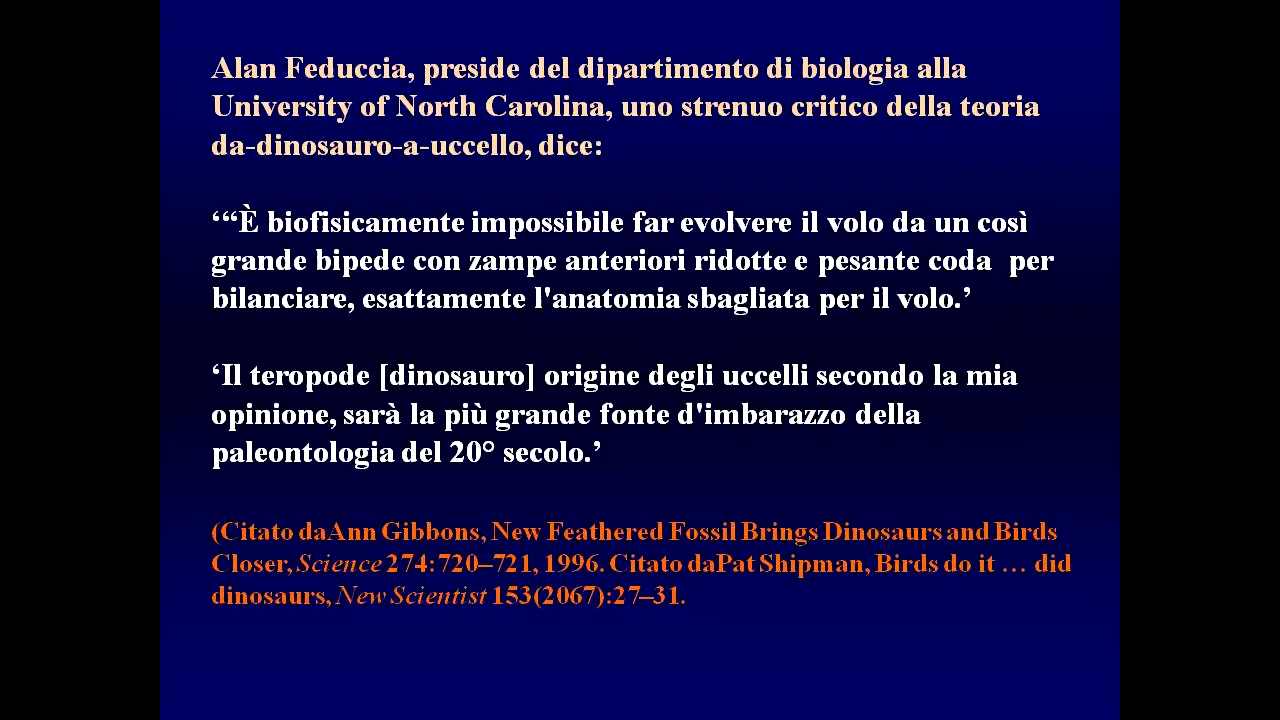 Alan Feduccia, preside del dipartimento di biologia alla
University of North Carolina, uno strenuo critico della teoria
da-dinosauro-a-uccello, dice:
‘“È biofisicamente impossibile far evolvere il volo da un così
grande bipede con zampe anteriori ridotte e pesante coda  per
bilanciare, esattamente l'anatomia sbagliata per il volo.’
‘Il teropode [dinosauro] origine degli uccelli secondo la mia
opinione, sarà la più grande fonte d'imbarazzo della
paleontologia del 20° secolo.’
(Citato daAnn Gibbons, New Feathered Fossil Brings Dinosaurs and Birds
Closer, Science 274:720–721, 1996. Citato daPat Shipman, Birds do it … did
dinosaurs, New Scientist 153(2067):27–31.